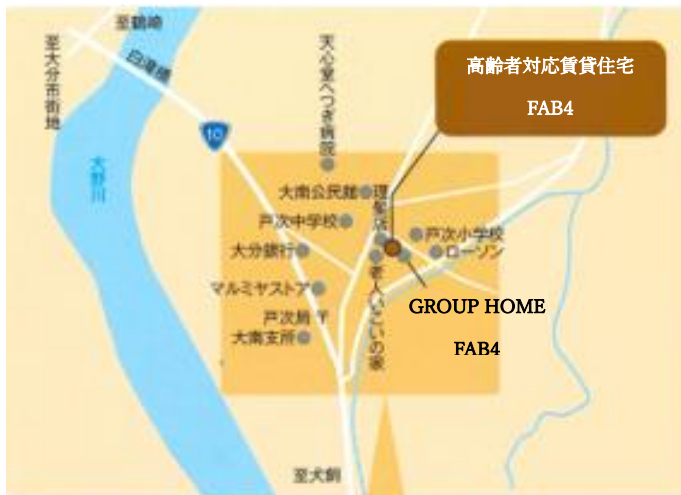 至鶴崎
至大分市街地
白滝橋
天心堂へつぎ病院
高齢者対応賃貸住宅
FAB4
10
大野川
大南公民館
理髪店
戸次中学校
戸次小学校
大分銀行
ローソン
老人いこいの家
マルミヤストア
GROUP HOME
FAB4
戸次局 〒
大南支所
至犬飼